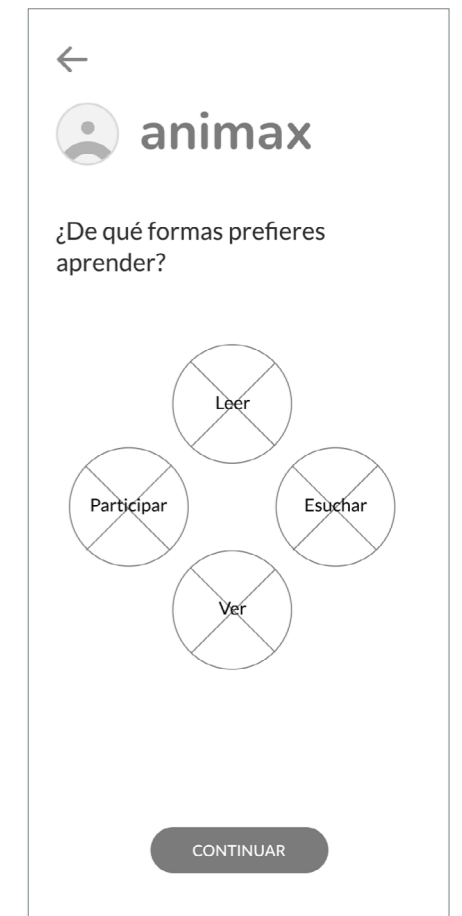 animax
¿De qué formas prefieres
aprender?
Leer
Participar
Esuchar
Ver
CONTINUAR